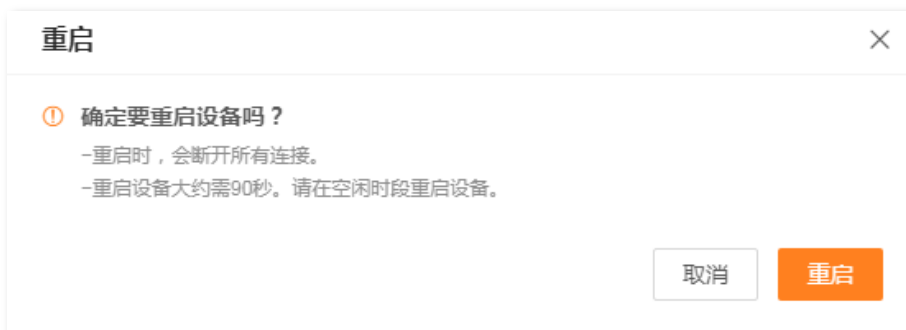 重启
确定要重启设备吗？
-重启时，会断开所有连接。
-重启设备大约需90秒。请在空闲时段重启设备。
取消
重启